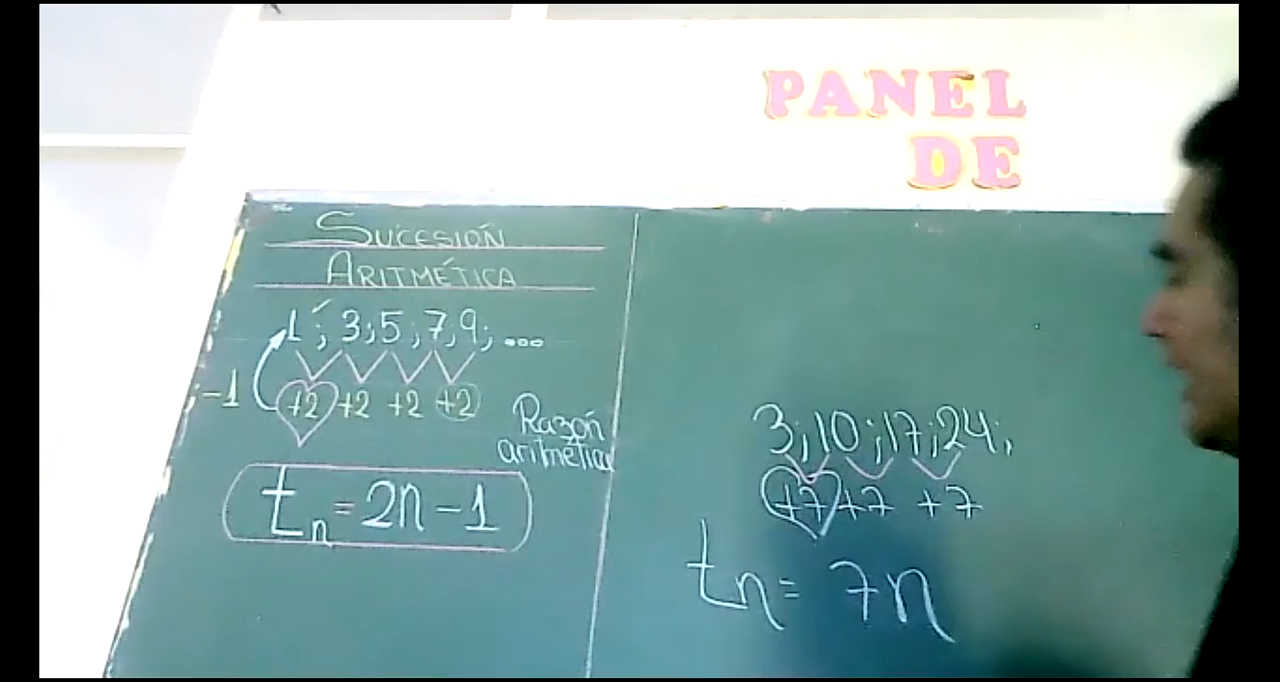 PANEL
DE
SUCESIÓN
ARITMÉTICA
1; 3; 5; 7; 9; ...
-1
+2 +2 +2 +2
Razón
aritmética
tn = 2n - 1
3; 10; 17; 24;
+7 +7 +7
tn = 7n